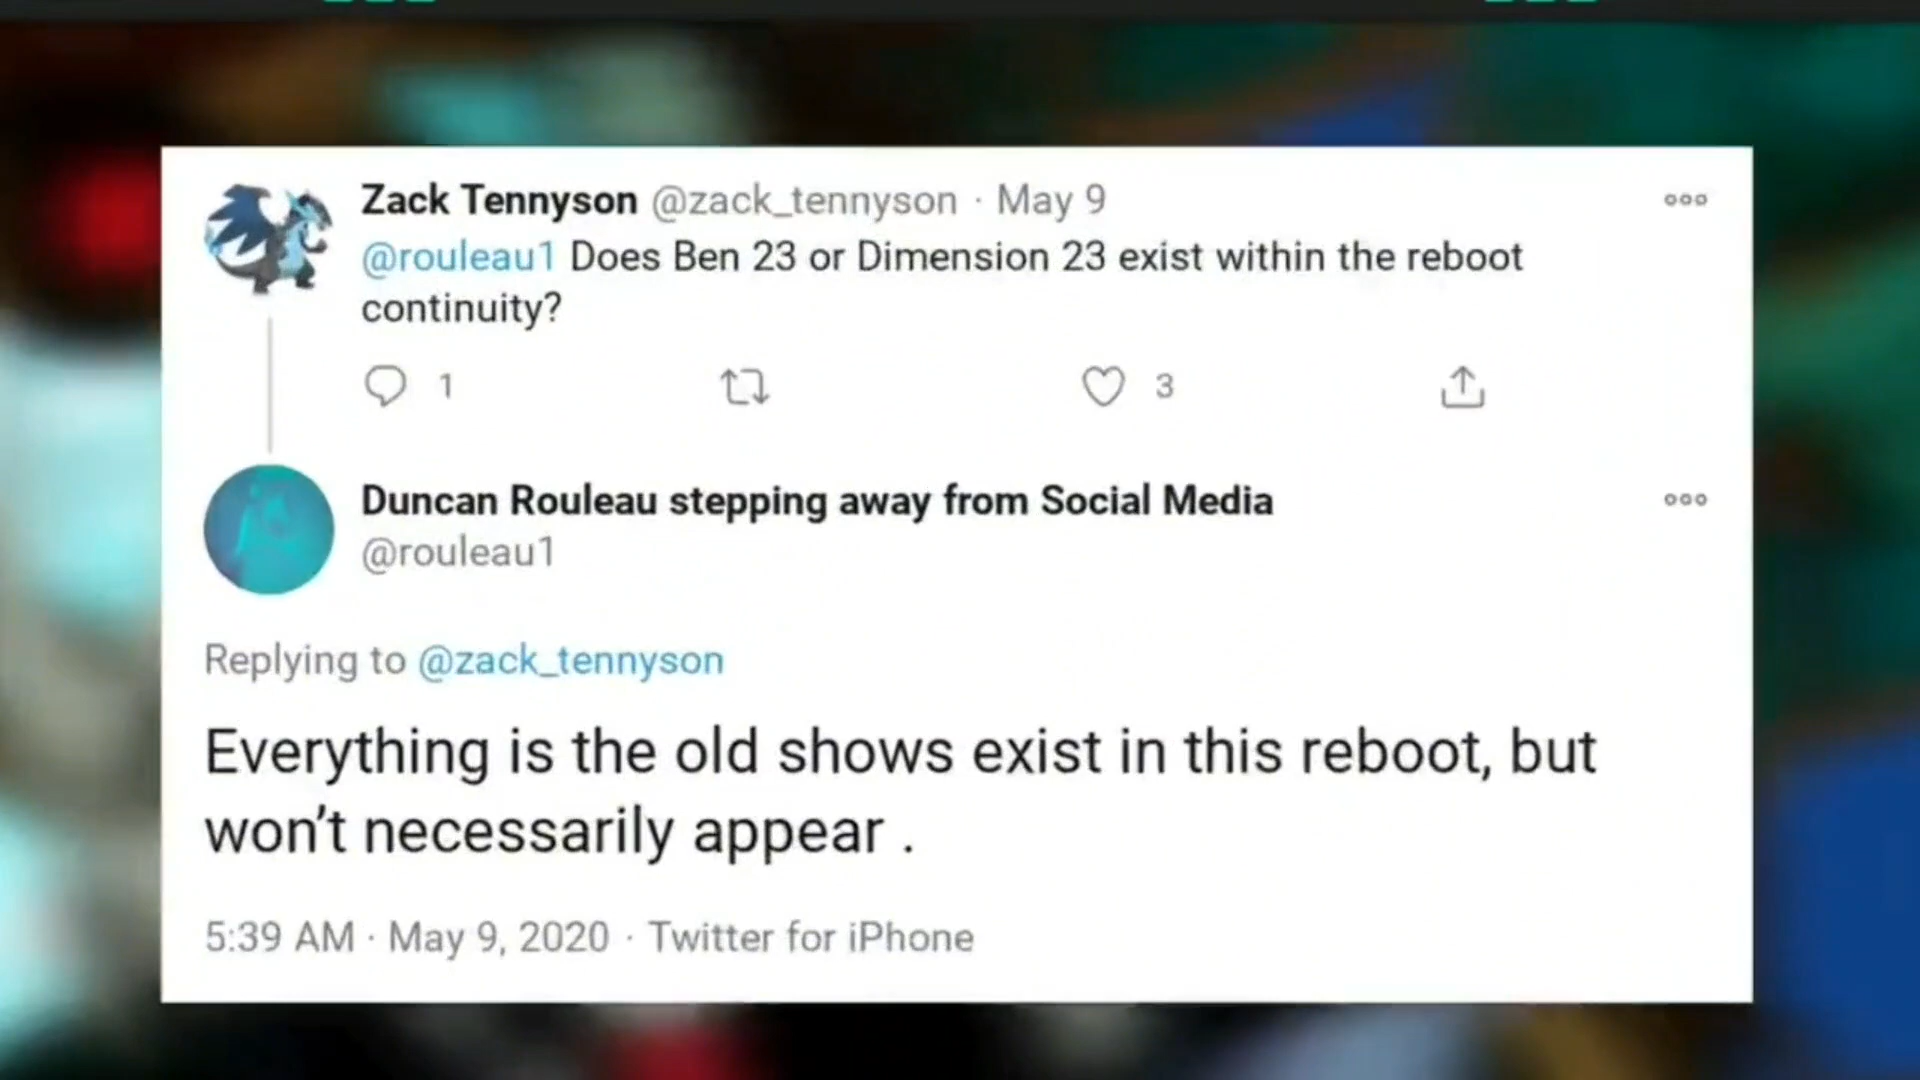 Zack Tennyson @zack_tennyson · May 9
@rouleau1 Does Ben 23 or Dimension 23 exist within the reboot
continuity?
1 3
Duncan Rouleau stepping away from Social Media
@rouleau1
Replying to @zack_tennyson
Everything is the old shows exist in this reboot, but
won't necessarily appear .
5:39 AM · May 9, 2020 · Twitter for iPhone